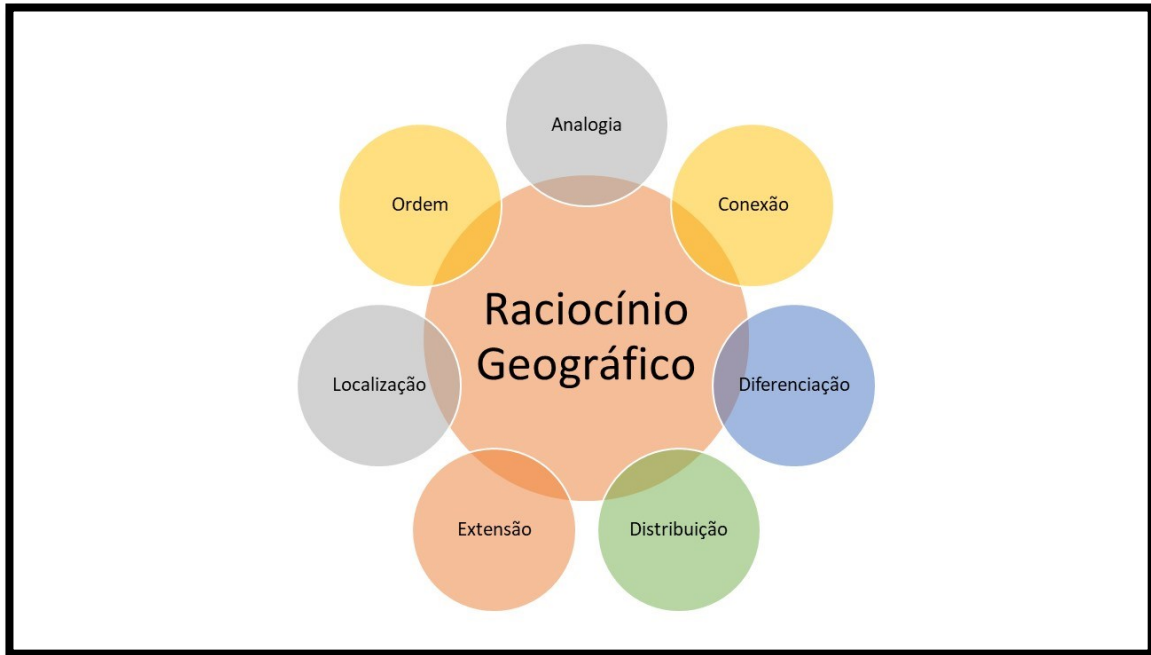 Analogia
Ordem
Conexão
Raciocínio
Geográfico
Localização
Diferenciação
Extensão
Distribuição